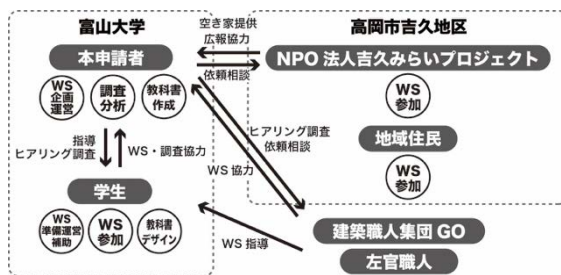 富山大学
本申請者
WS
企画
運営
調査
分析
教科書
作成
指導
ヒアリング調査
WS・調査協力
学生
WS
準備運営
補助
WS
参加
教科書
デザイン
空き家提供
広報協力
依頼相談
高岡市吉久地区
NPO 法人吉久みらいプロジェクト
WS
参加
地域住民
WS
参加
ヒアリング調査
依頼相談
WS 協力
WS 指導
建築職人集団 GO
左官職人